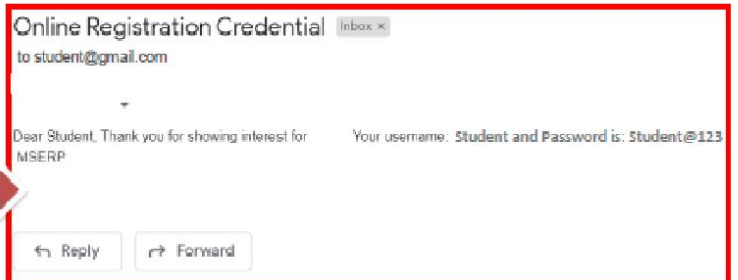 Online Registration Credential Inbox ×
to student@gmail.com
Dear Student, Thank you for showing interest for Your username: Student and Password is: Student@123
MSERP
Reply Forward